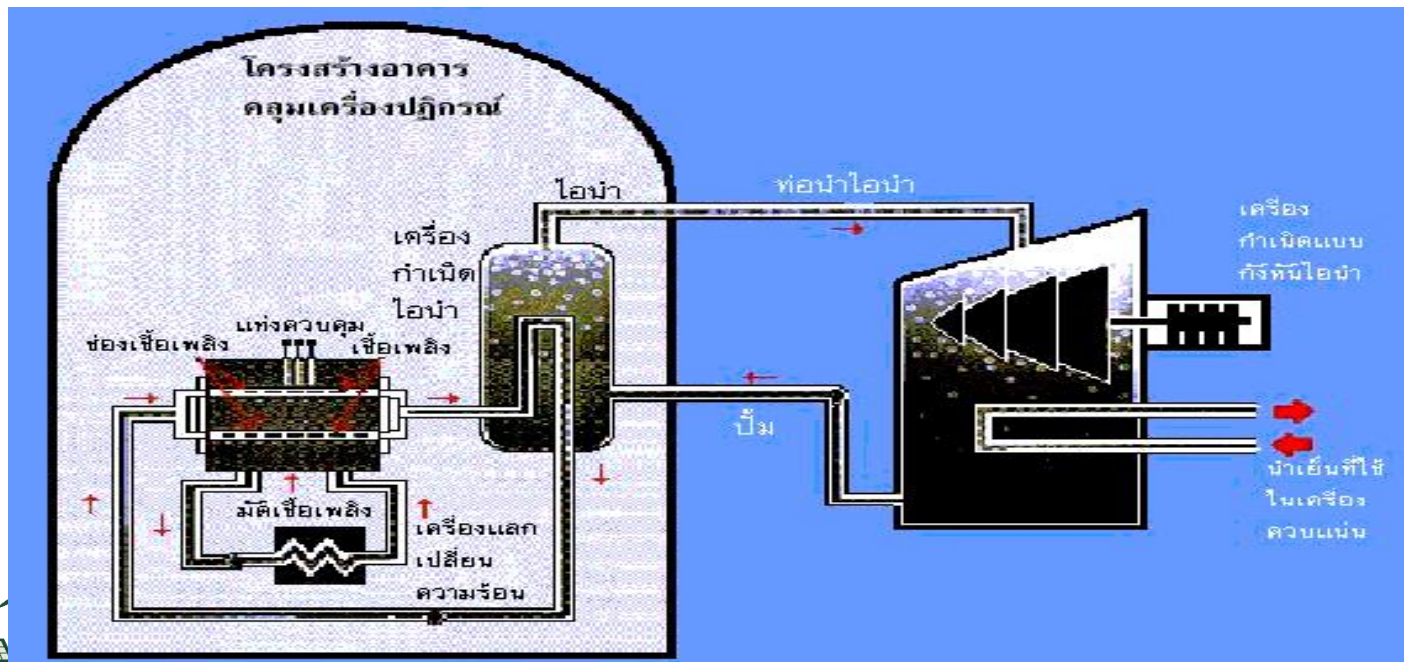 โครงสร้างอาคาร
คลุมเครื่องปฏิกรณ์
ไอน้ำ
ท่อนำไอน้ำ
เครื่อง
กำเนิดแบบ
กังหันไอน้ำ
เครื่อง
กำเนิด
ไอน้ำ
แท่งควบคุม
ช่องเชื้อเพลิง
เชื้อเพลิง
ปั๊ม
มัดเชื้อเพลิง
เครื่องแลก
เปลี่ยน
ความร้อน
น้ำเย็นที่ใช้
ในเครื่อง
ควบแน่น